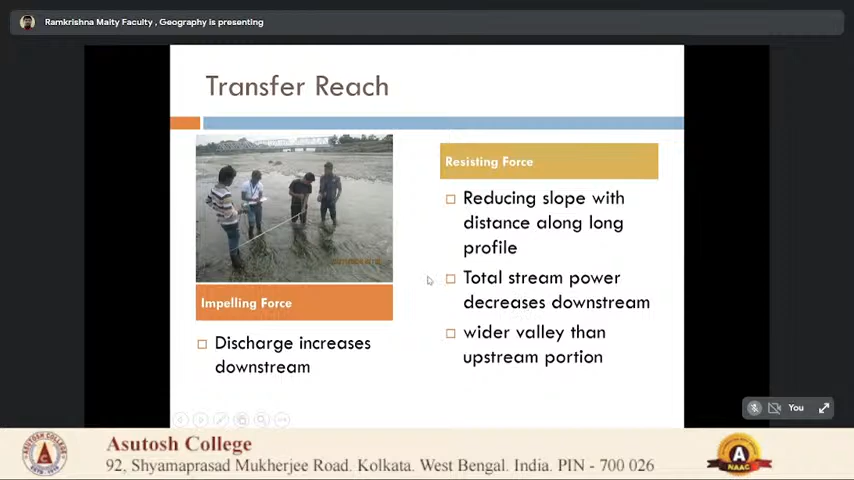 Ramkrishna Maity Faculty , Geography is presenting
Transfer Reach
Impelling Force
Discharge increases
downstream
Resisting Force
Reducing slope with
distance along long
profile
Total stream power
decreases downstream
wider valley than
upstream portion
You
Asutosh College
92, Shyamaprasad Mukherjee Road. Kolkata. West Bengal. India. PIN - 700 026
A
NAAC